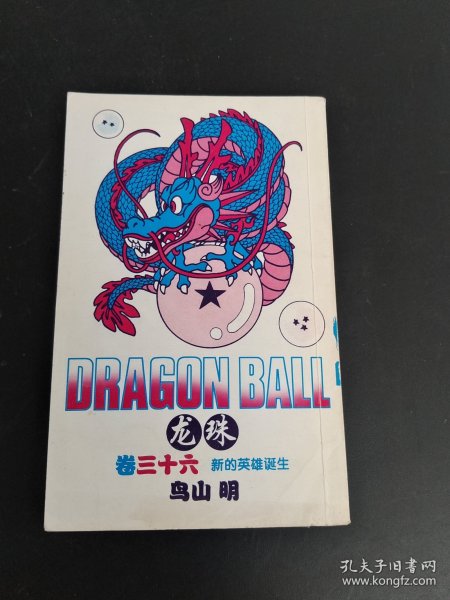 DRAGON BALL
龙珠
卷三十六 新的英雄诞生
鸟山 明
孔夫子旧书网
www.kongfz.com